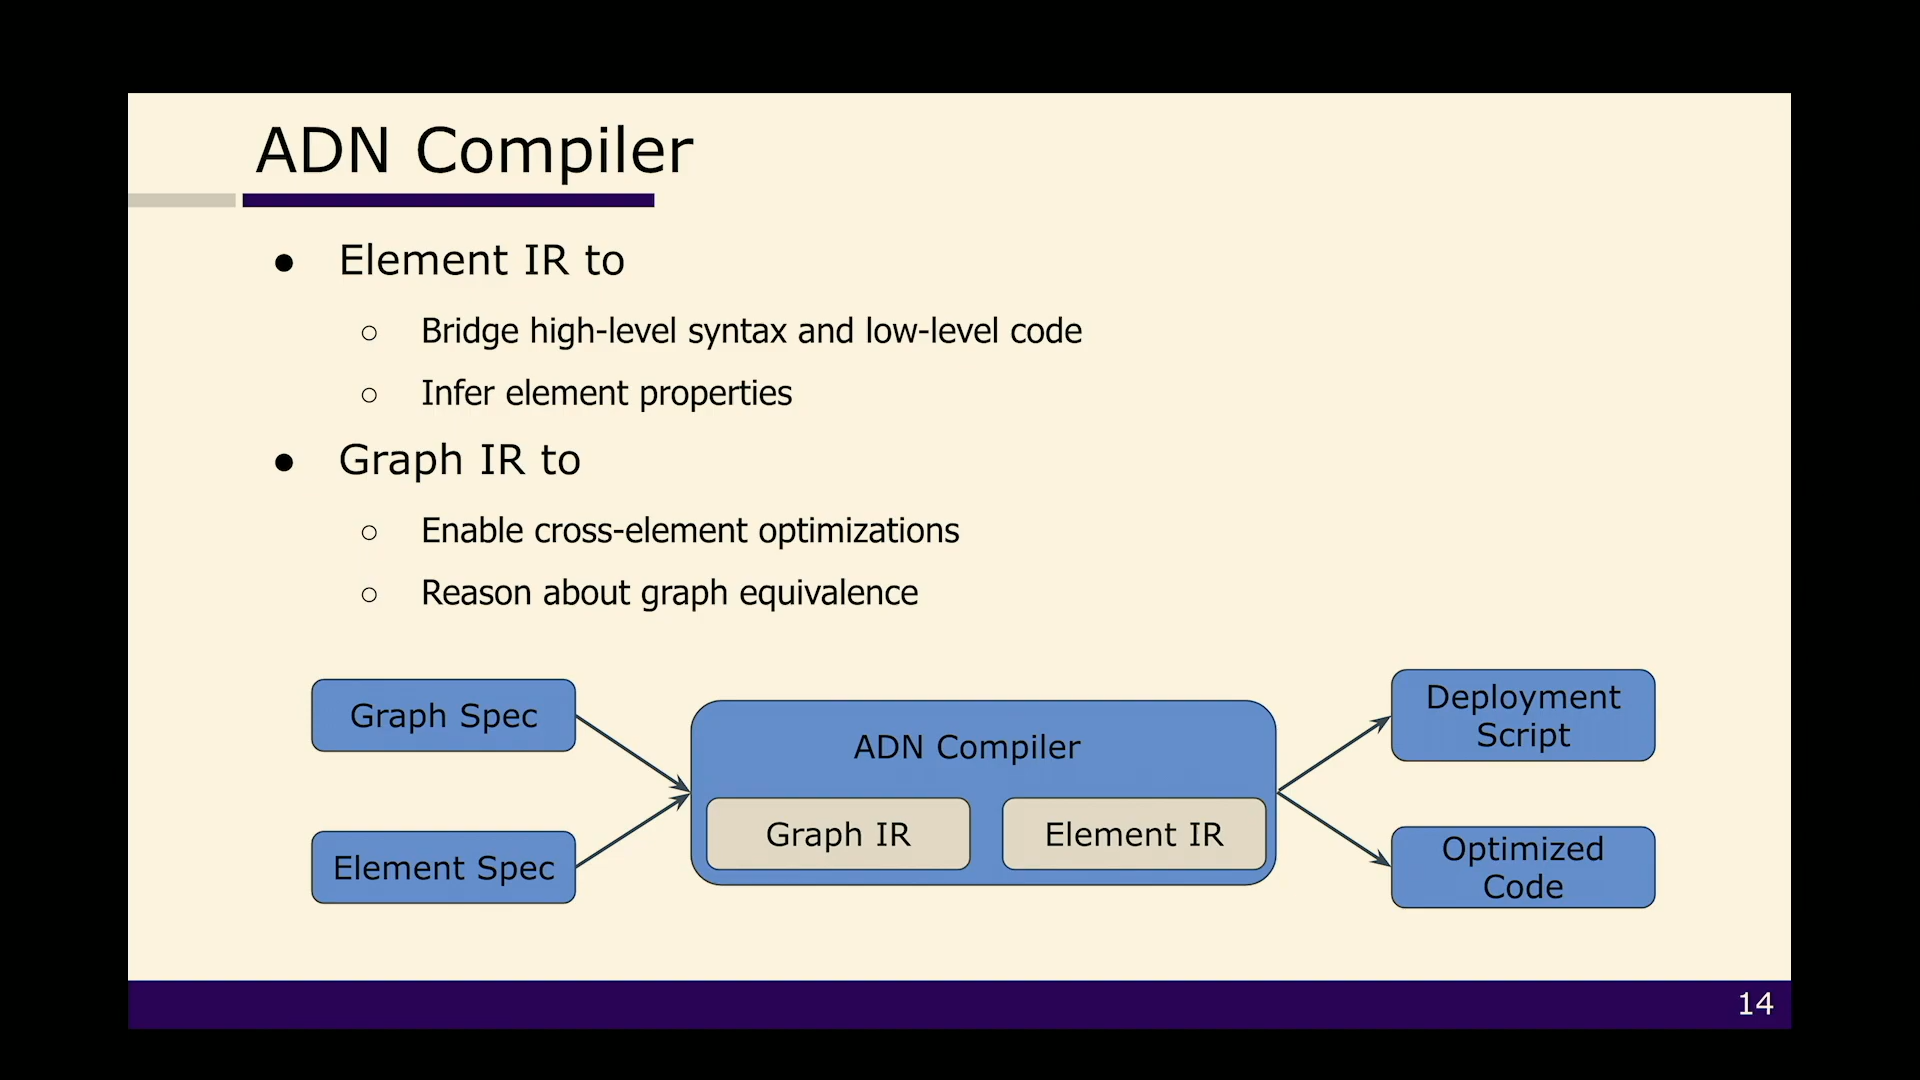 ADN Compiler
● Element IR to
○ Bridge high-level syntax and low-level code
○ Infer element properties
● Graph IR to
○ Enable cross-element optimizations
○ Reason about graph equivalence
Graph Spec
Element Spec
ADN Compiler
Graph IR
Element IR
Deployment
Script
Optimized
Code
14